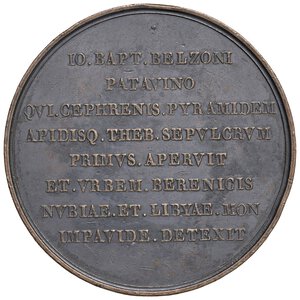 IO. BAPT. BELZONI
PATAVINO
QVI. CEPHRENIS. PYRAMIDEM
APIDISQ. THEB. SEPVLCRVM
PRIMVS. APERVIT
ET. VRBEM. BERENICIS
NVBIAE. ET. LIBYAE. MON
IMPAVIDE. DETEXIT